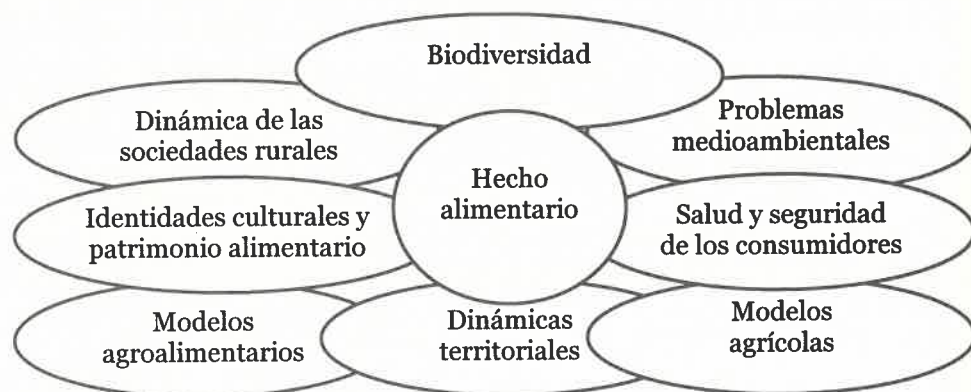 Biodiversidad
Dinámica de las
sociedades rurales
Problemas
medioambientales
Hecho
alimentario
Identidades culturales y
patrimonio alimentario
Salud y seguridad
de los consumidores
Modelos
agroalimentarios
Dinámicas
territoriales
Modelos
agrícolas